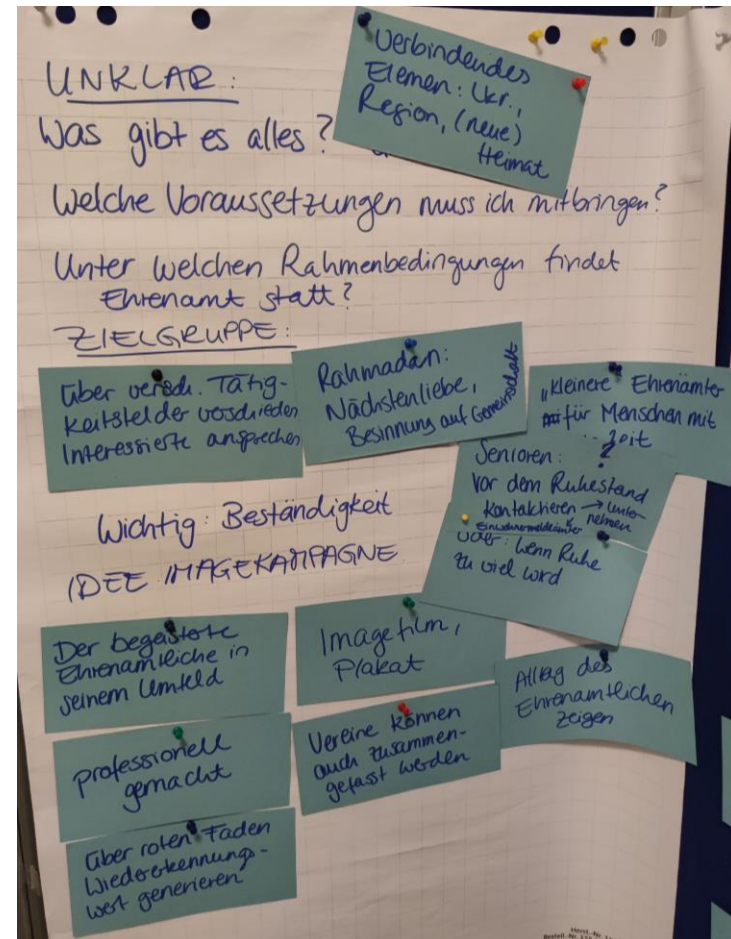 UNKLAR:
Was gibt es alles?
Verbindendes
Elemen: Lkr.,
Region, (neue)
Heimat
Welche Voraussetzungen muss ich mitbringen?
Unter welchen Rahmenbedingungen findet
Ehrenamt statt?
ZIELGRUPPE:
über versch. Tätig-
keitsfelder verschieden
Interessierte ansprechen
Rahmadan:
Nächstenliebe,
Besinnung auf Gemeinschaft
"kleinere" Ehrenämter
für Menschen mit
Zeit
Senioren:
vor dem Ruhestand
kontaktieren → Unter-
nehmen
Einwohnermeldeämter
oder: wenn Ruhe
zu viel wird
Wichtig: Beständigkeit
IDEE IMAGEKAMPAGNE
Der begeisterte
Ehrenamtliche in
seinem Umfeld
Imagefilm,
Plakat
Alltag des
Ehrenamtlichen
zeigen
professionell
gemacht
Vereine können
auch zusammen-
gefasst werden
über roten Faden
Wiedererkennungs-
wert generieren